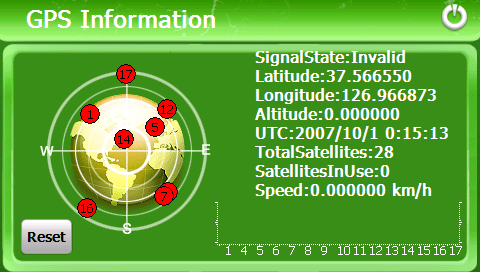 GPS Information
SignalState:Invalid
Latitude:37.566550
Longitude:126.966873
Altitude:0.000000
UTC:2007/10/1 0:15:13
TotalSatellites:28
SatellitesInUse:0
Speed:0.000000 km/h
17
12
1
5
14
W
E
7
16
S
Reset
1 4 5 7 8 9 10 11 12 13 14 15 16 17